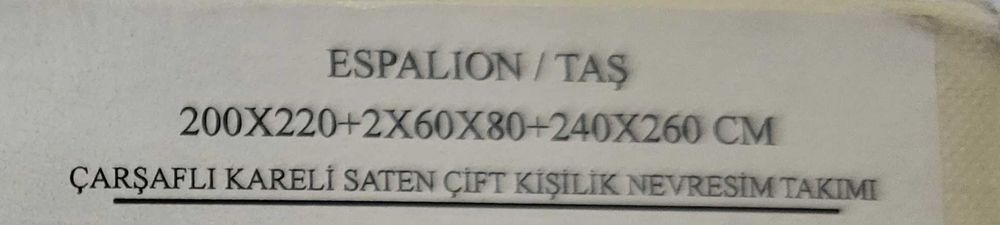 ESPALION / TAŞ
200X220+2X60X80+240X260 CM
ÇARŞAFLI KARELİ SATEN ÇİFT KİŞİLİK NEVRESİM TAKIMI